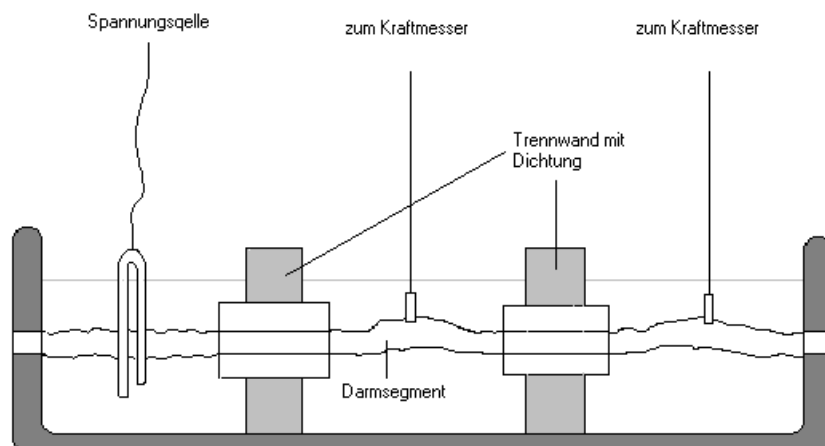 Spannungsqelle
zum Kraftmesser
zum Kraftmesser
Trennwand mit
Dichtung
Darmsegment